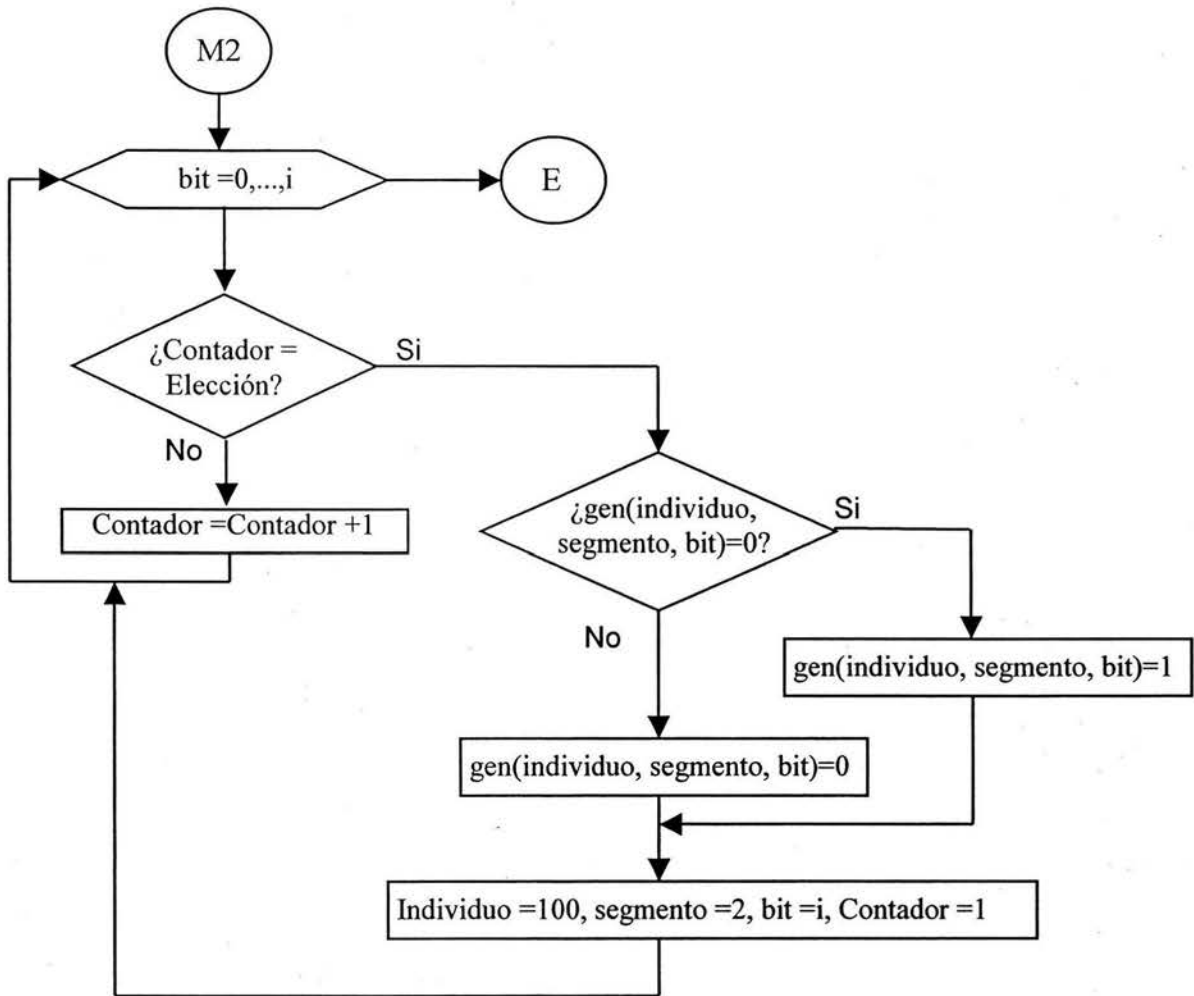 M2
bit =0,...,i
E
¿Contador =
Elección?
Si
No
Contador =Contador +1
¿gen(individuo,
segmento, bit)=0?
Si
No
gen(individuo, segmento, bit)=1
gen(individuo, segmento, bit)=0
Individuo =100, segmento =2, bit =i, Contador =1